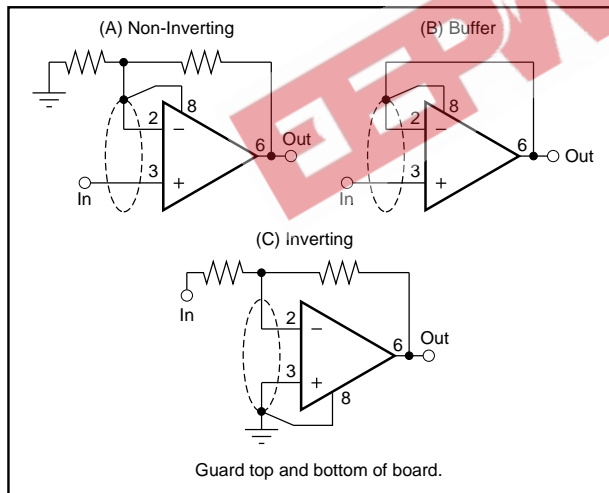 (A) Non-Inverting
(B) Buffer
8
2
−
6
Out
3
+
In
8
2
−
6
Out
3
+
In
(C) Inverting
In
2
−
6
Out
3
+
8
Guard top and bottom of board.
EEPW